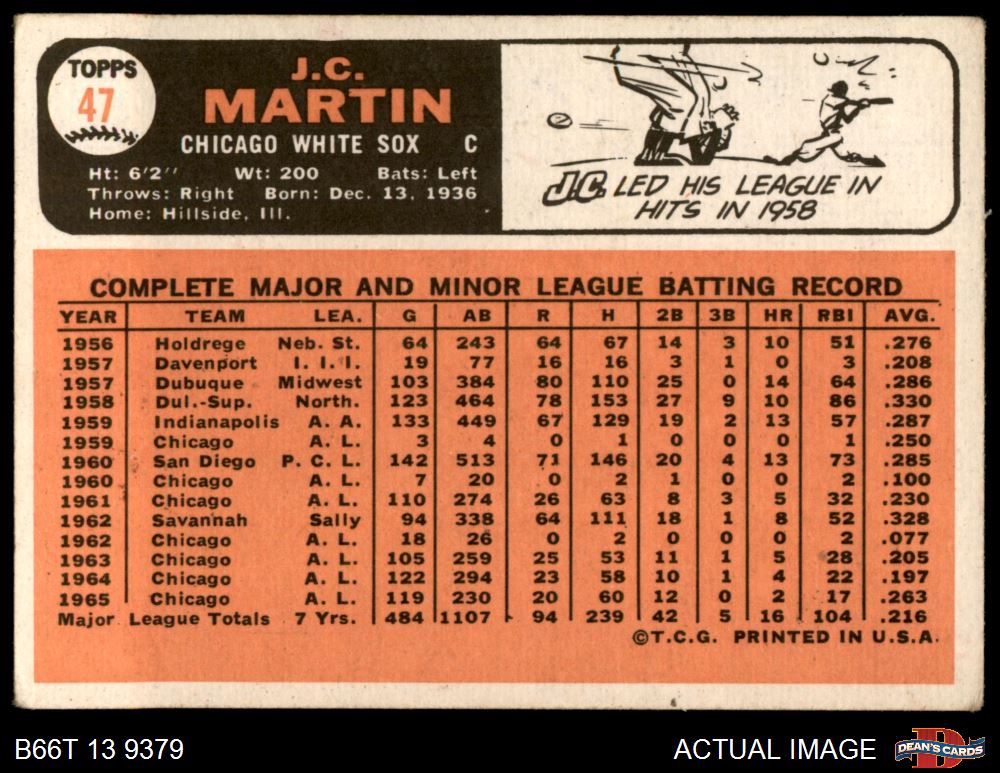 TOPPS
47
J.C.
MARTIN
CHICAGO WHITE SOX C
Ht: 6'2" Wt: 200 Bats: Left
Throws: Right Born: Dec. 13, 1936
Home: Hillside, Ill.
J.C. LED HIS LEAGUE IN
HITS IN 1958
COMPLETE MAJOR AND MINOR LEAGUE BATTING RECORD
YEAR TEAM LEA. G AB R H 2B 3B HR RBI AVG.
1956 Holdrege Neb. St. 64 243 64 67 14 3 10 51 .276
1957 Davenport I. I. I. 19 77 16 16 3 1 0 3 .208
1957 Dubuque Midwest 103 384 80 110 25 0 14 64 .286
1958 Dul.-Sup. North. 123 464 78 153 27 9 10 86 .330
1959 Indianapolis A. A. 133 449 67 129 19 2 13 57 .287
1959 Chicago A. L. 3 4 0 1 0 0 0 1 .250
1960 San Diego P. C. L. 142 513 71 146 20 4 13 73 .285
1960 Chicago A. L. 7 20 0 2 1 0 0 2 .100
1961 Chicago A. L. 110 274 26 63 8 3 5 32 .230
1962 Savannah Sally 94 338 64 111 18 1 8 52 .328
1962 Chicago A. L. 18 26 0 2 0 0 0 2 .077
1963 Chicago A. L. 105 259 25 53 11 1 5 28 .205
1964 Chicago A. L. 122 294 23 58 10 1 4 22 .197
1965 Chicago A. L. 119 230 20 60 12 0 2 17 .263
Major League Totals 7 Yrs. 484 1107 94 239 42 5 16 104 .216
©T.C.G. PRINTED IN U.S.A.
B66T 13 9379 ACTUAL IMAGE DEAN'S CARDS